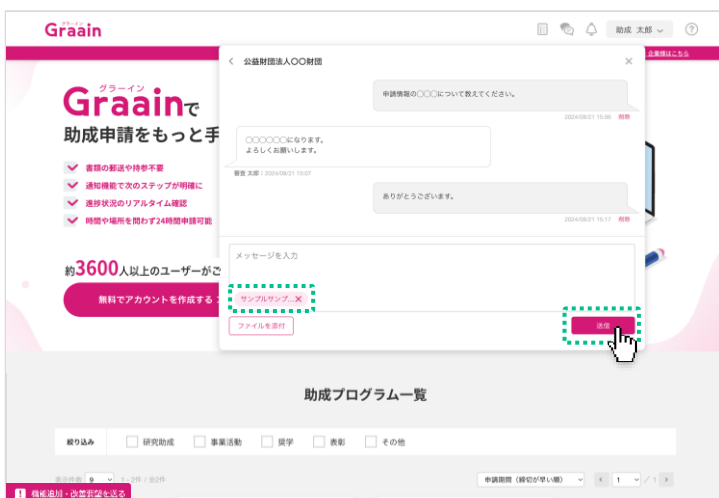 Graain
助成 太郎
企業様はこちら
グラーイン
Graainで
助成申請をもっと手
書類の郵送や持参不要
通知機能で次のステップが明確に
進捗状況のリアルタイム確認
時間や場所を問わず24時間申請可能
約3600人以上のユーザーがご
無料でアカウントを作成する
公益財団法人〇〇財団
申請情報の〇〇〇について教えてください。
2024/08/21 15:06 削除
〇〇〇〇〇〇になります。
よろしくお願いします。
審査 太郎：2024/08/21 15:07
ありがとうございます。
2024/08/21 15:17 削除
メッセージを入力
サンプルサンプ...
ファイルを添付
送信
助成プログラム一覧
絞り込み 研究助成 事業活動 奨学 表彰 その他
表示件数 9 1 - 2件 / 全2件 申請期間（締切が早い順） 1 / 1
機能追加・改善要望を送る